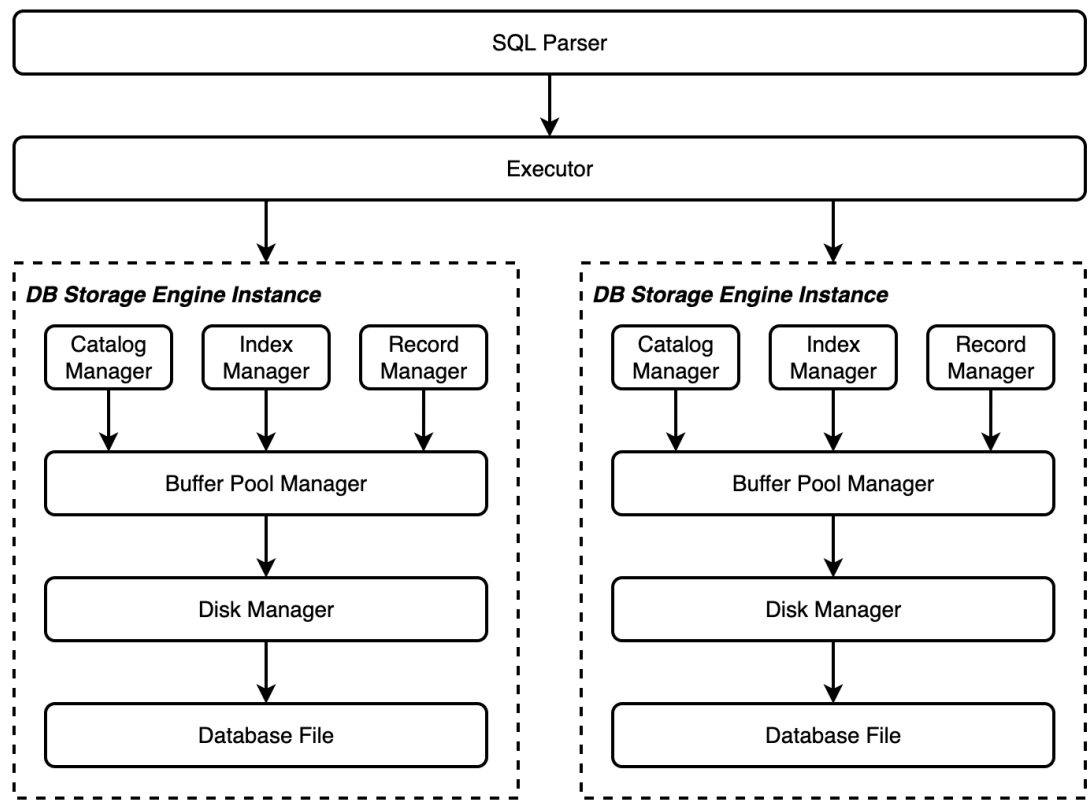 SQL Parser
Executor
DB Storage Engine Instance
Catalog
Manager
Index
Manager
Record
Manager
Buffer Pool Manager
Disk Manager
Database File
DB Storage Engine Instance
Catalog
Manager
Index
Manager
Record
Manager
Buffer Pool Manager
Disk Manager
Database File